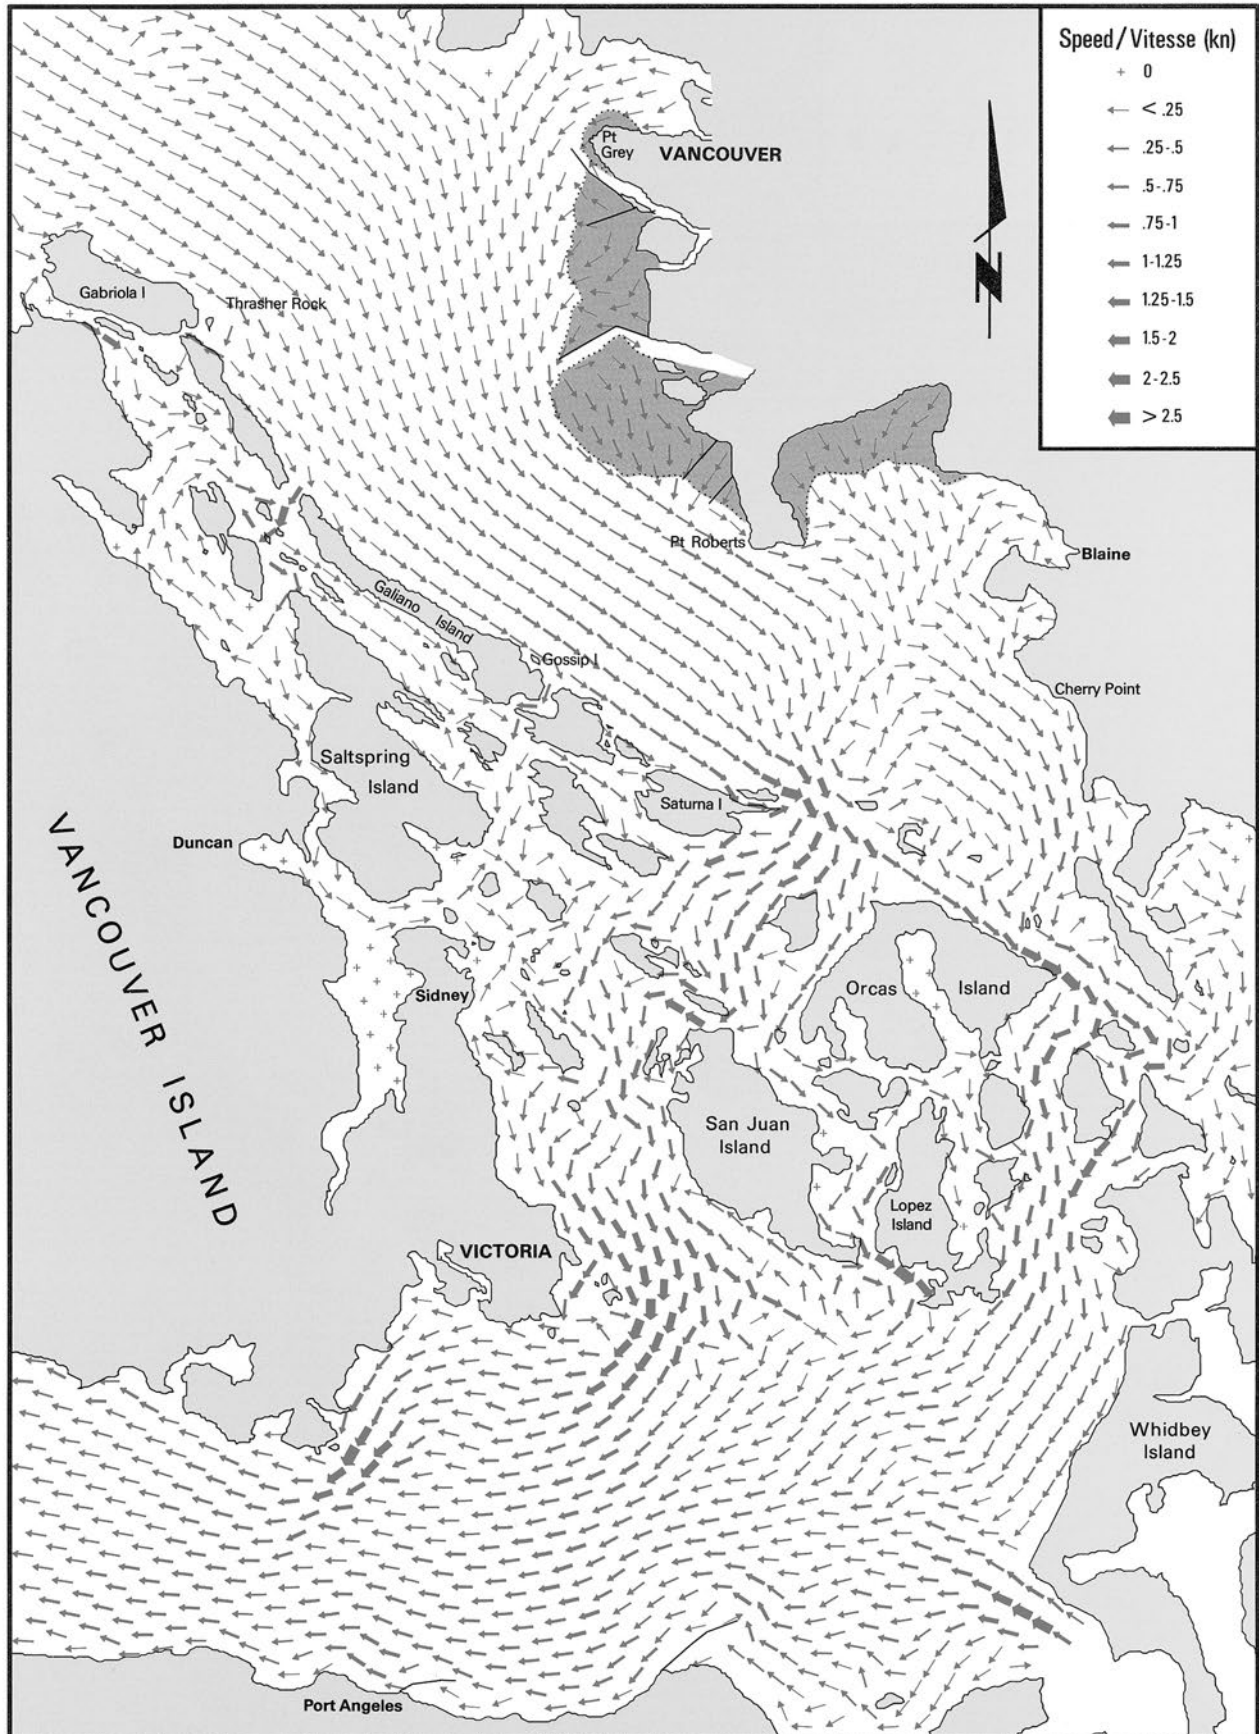 Speed/Vitesse (kn)
0
< .25
.25-.5
.5-.75
.75-1
1-1.25
1.25-1.5
1.5-2
2-2.5
> 2.5
Pt
Grey
VANCOUVER
N
Gabriola I
Thrasher Rock
Pt Roberts
Blaine
Galiano
Island
Gossip I
Cherry Point
Saltspring
Island
Saturna I
Duncan
VANCOUVER ISLAND
Orcas Island
Sidney
San Juan
Island
Lopez
Island
VICTORIA
Whidbey
Island
Port Angeles